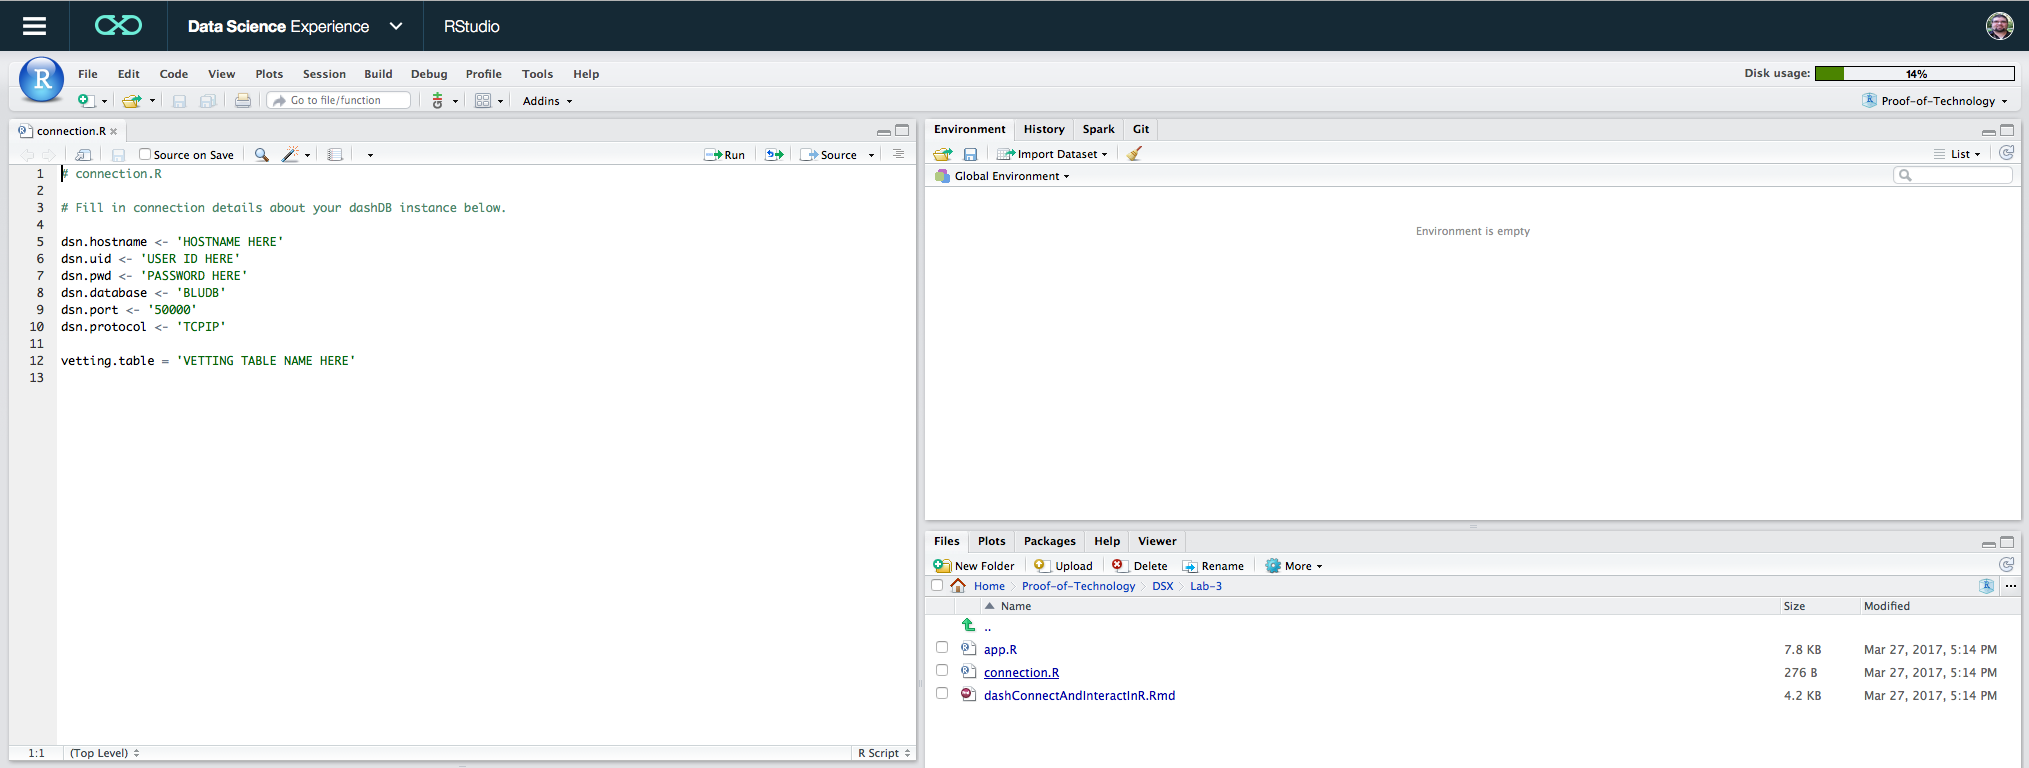 Data Science Experience RStudio
File Edit Code View Plots Session Build Debug Profile Tools Help
Disk usage: 14%
Go to file/function Addins
Proof-of-Technology
connection.R
Source on Save Run Source
1 # connection.R
2
3 # Fill in connection details about your dashDB instance below.
4
5 dsn.hostname <- 'HOSTNAME HERE'
6 dsn.uid <- 'USER ID HERE'
7 dsn.pwd <- 'PASSWORD HERE'
8 dsn.database <- 'BLUDB'
9 dsn.port <- '50000'
10 dsn.protocol <- 'TCPIP'
11
12 vetting.table = 'VETTING TABLE NAME HERE'
13
1:1 (Top Level) R Script
Environment History Spark Git
Import Dataset List
Global Environment
Environment is empty
Files Plots Packages Help Viewer
New Folder Upload Delete Rename More
Home Proof-of-Technology DSX Lab-3
Name Size Modified
..
app.R 7.8 KB Mar 27, 2017, 5:14 PM
connection.R 276 B Mar 27, 2017, 5:14 PM
dashConnectAndInteractInR.Rmd 4.2 KB Mar 27, 2017, 5:14 PM